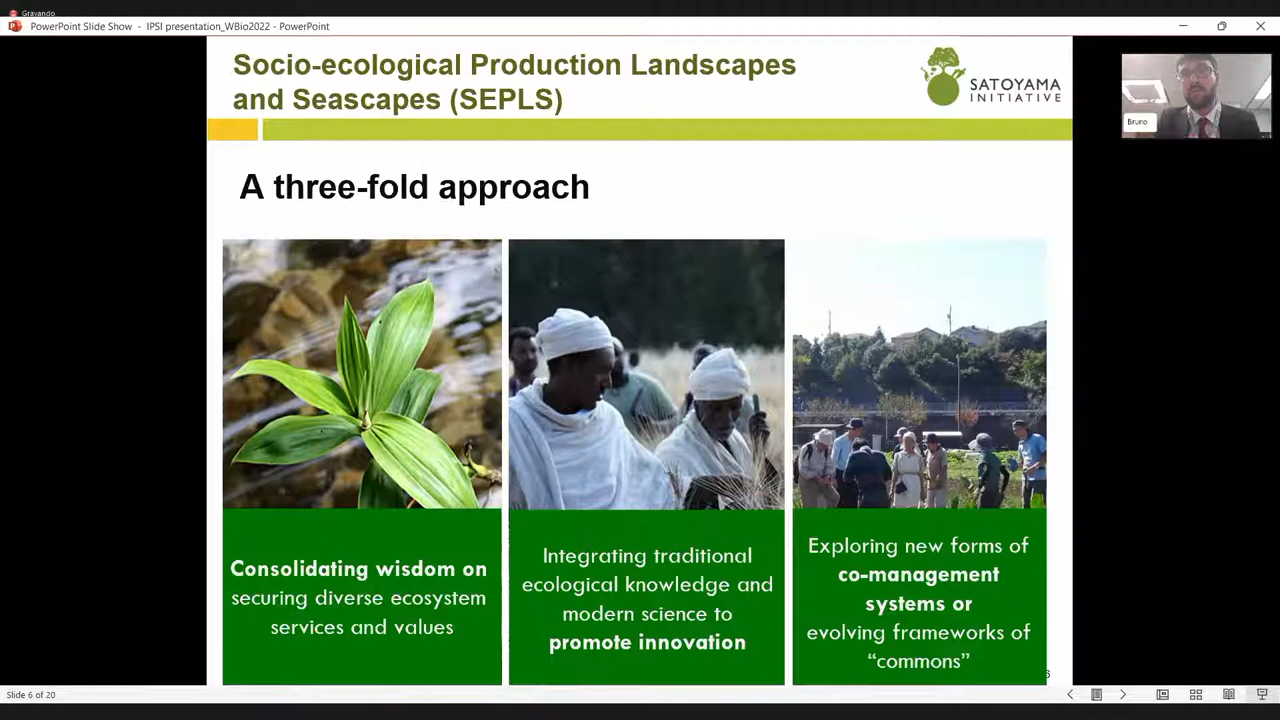 Gravando
PowerPoint Slide Show - IPSI presentation_WBio2022 - PowerPoint
Socio-ecological Production Landscapes
and Seascapes (SEPLS)
SATOYAMA
INITIATIVE
Bruno
A three-fold approach
Consolidating wisdom on
securing diverse ecosystem
services and values
Integrating traditional
ecological knowledge and
modern science to
promote innovation
Exploring new forms of
co-management
systems or
evolving frameworks of
“commons”
6
Slide 6 of 20